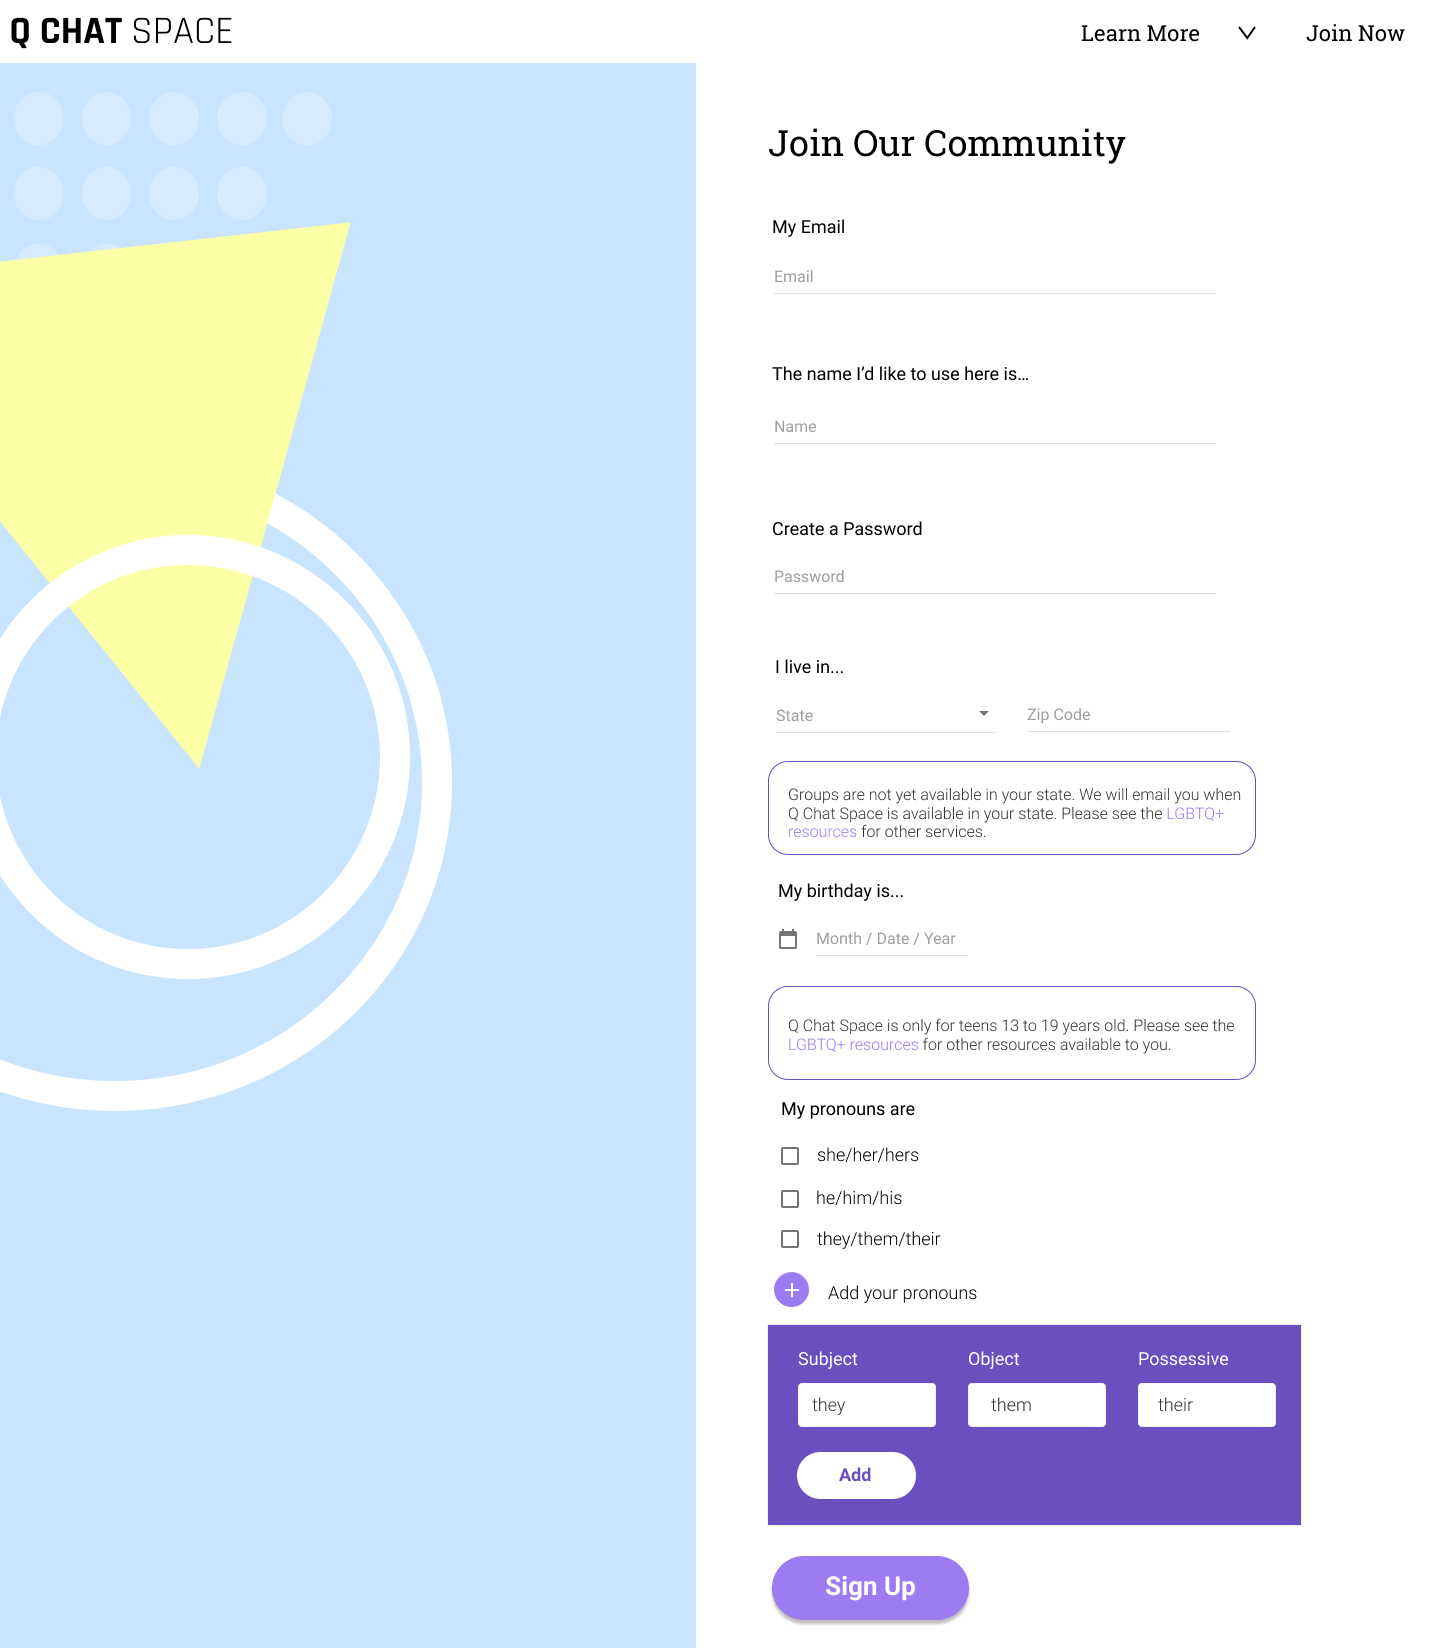 Q CHAT SPACE
Learn More
Join Now
Join Our Community
My Email
Email
The name I’d like to use here is…
Name
Create a Password
Password
I live in...
State
Zip Code
Groups are not yet available in your state. We will email you when
Q Chat Space is available in your state. Please see the LGBTQ+
resources for other services.
My birthday is...
Month / Date / Year
Q Chat Space is only for teens 13 to 19 years old. Please see the
LGBTQ+ resources for other resources available to you.
My pronouns are
she/her/hers
he/him/his
they/them/their
Add your pronouns
Subject
Object
Possessive
they
them
their
Add
Sign Up